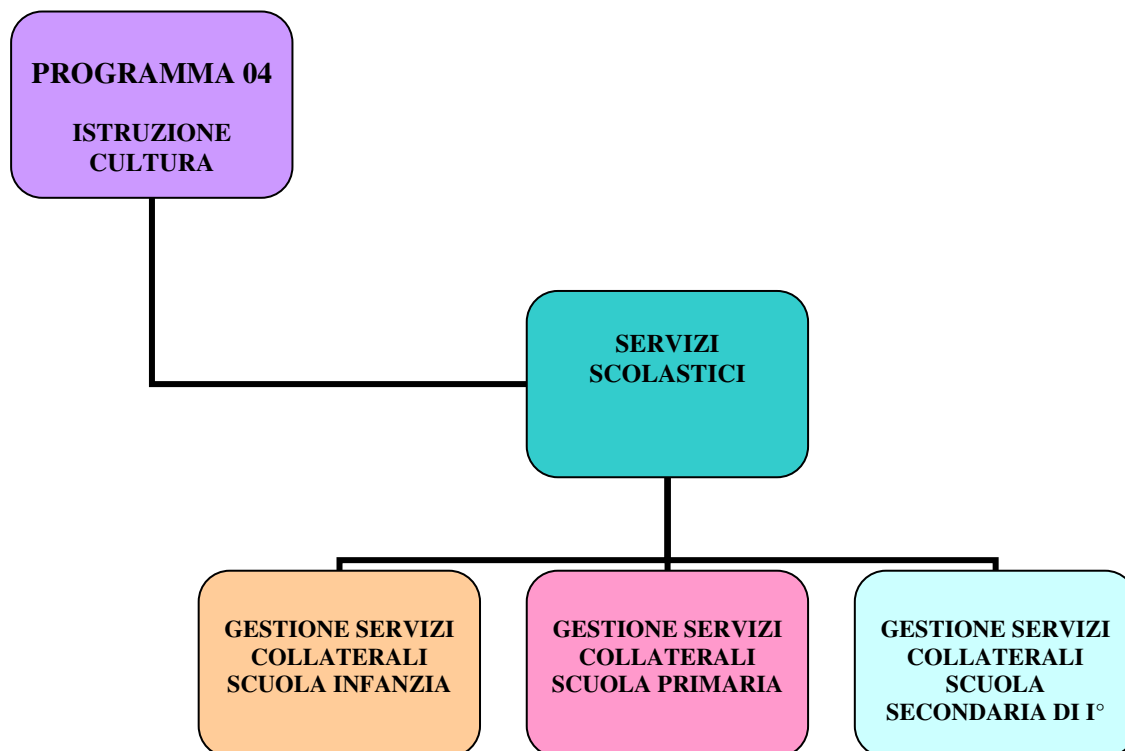 PROGRAMMA 04
ISTRUZIONE
CULTURA
SERVIZI
SCOLASTICI
GESTIONE SERVIZI
COLLATERALI
SCUOLA INFANZIA
GESTIONE SERVIZI
COLLATERALI
SCUOLA PRIMARIA
GESTIONE SERVIZI
COLLATERALI
SCUOLA
SECONDARIA DI I°